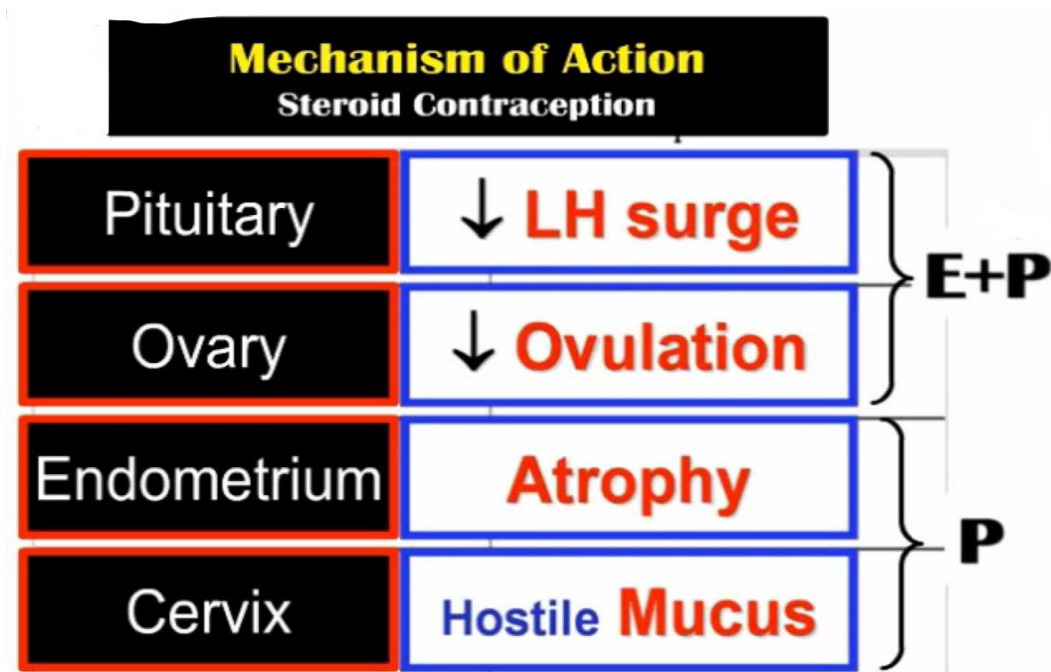 Mechanism of Action
Steroid Contraception
Pituitary ↓ LH surge
E+P
Ovary ↓ Ovulation
Endometrium Atrophy
P
Cervix Hostile Mucus